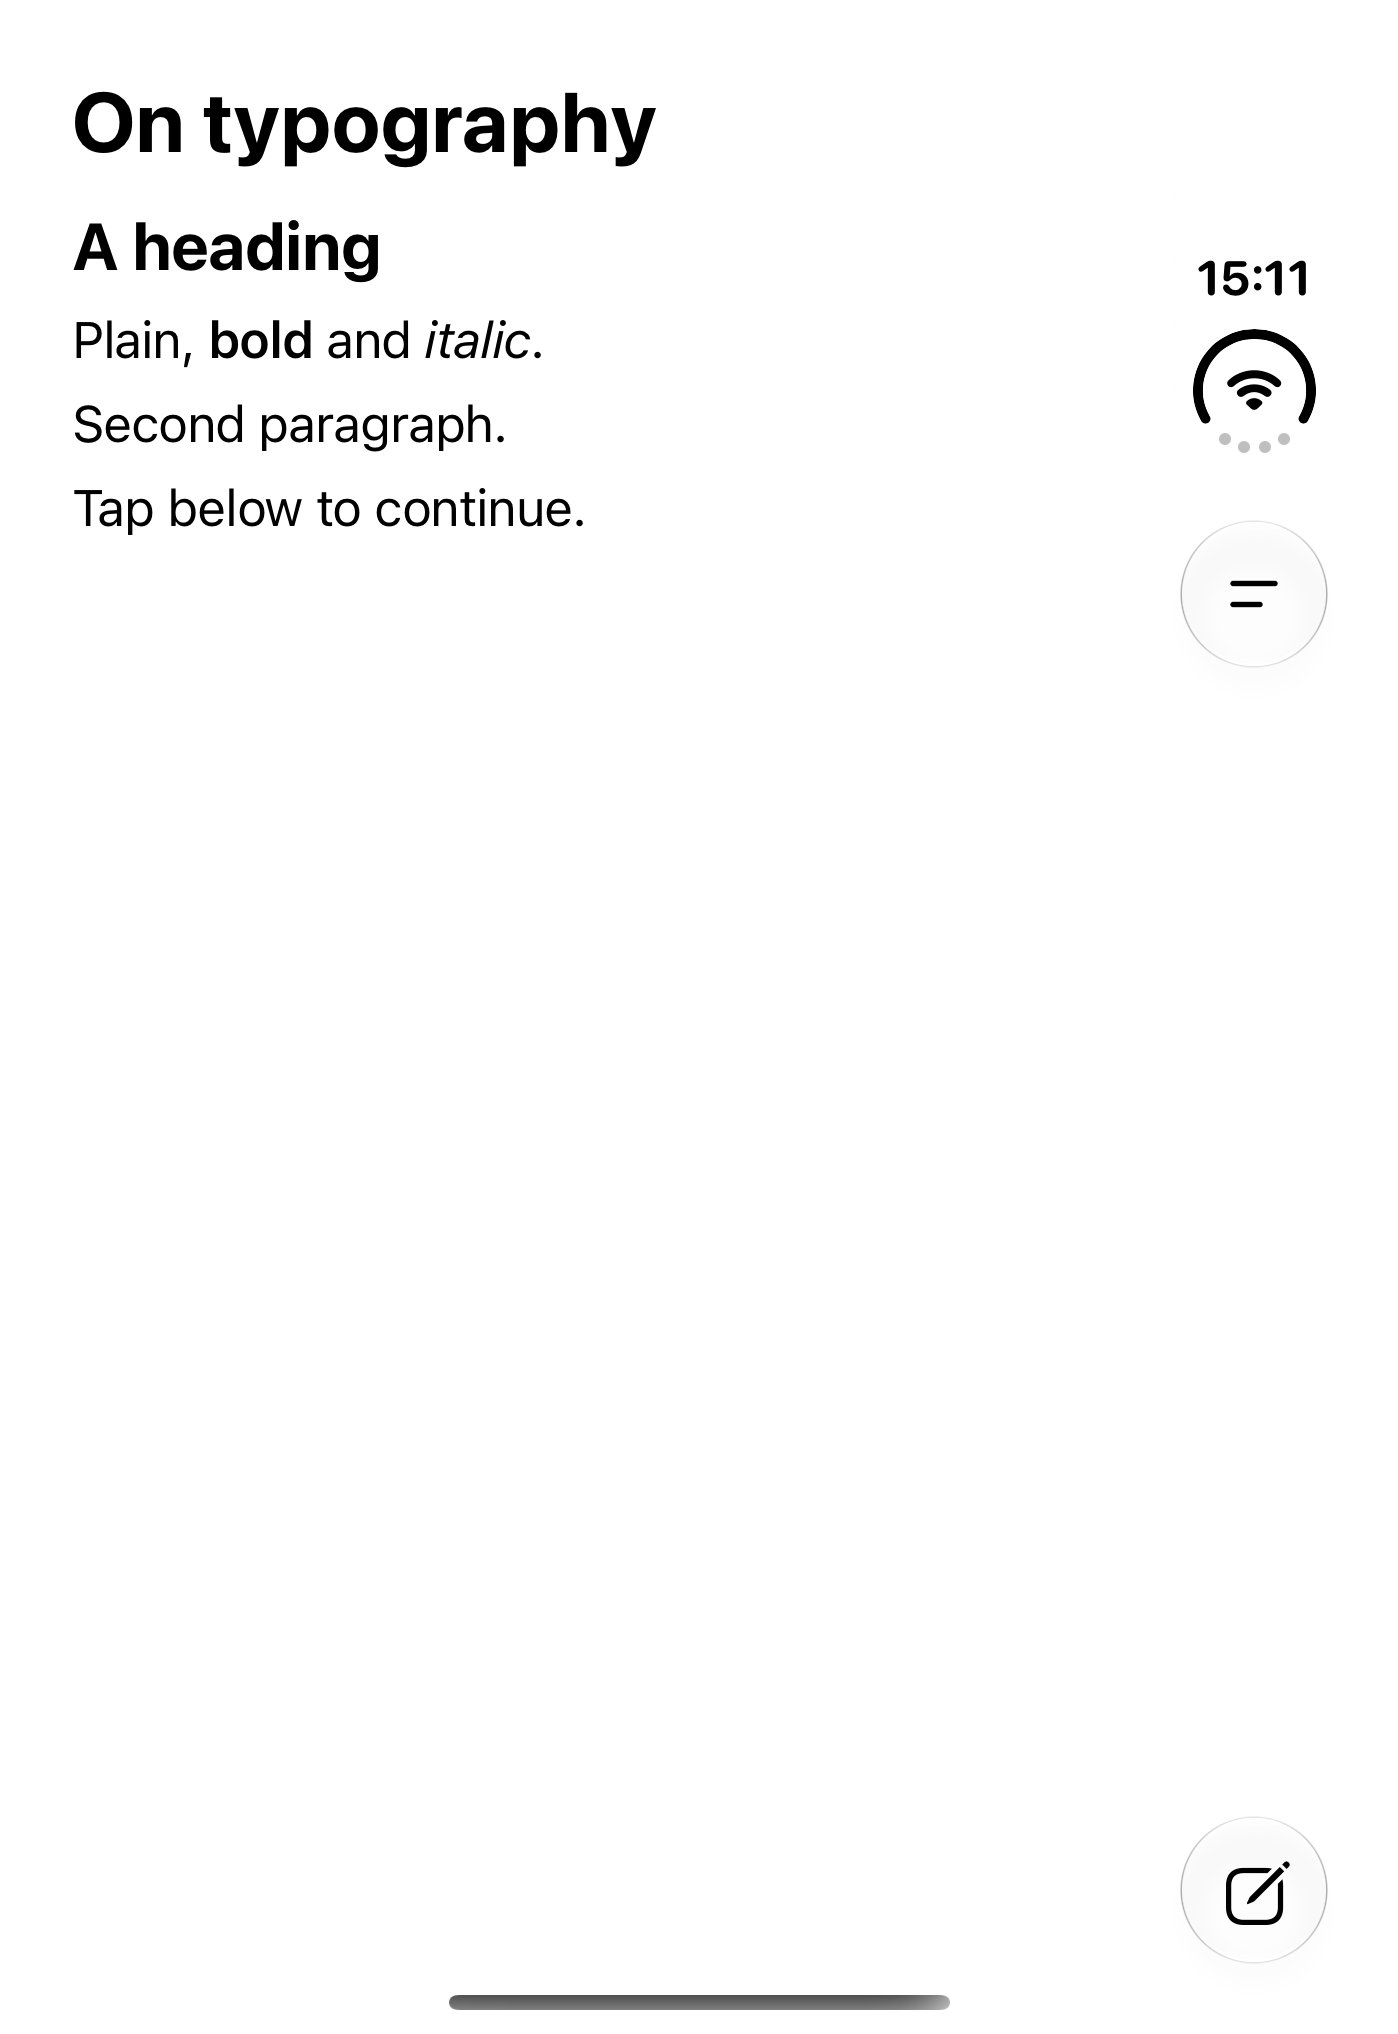 On typography
A heading
15:11
Plain, bold and italic.
Second paragraph.
Tap below to continue.